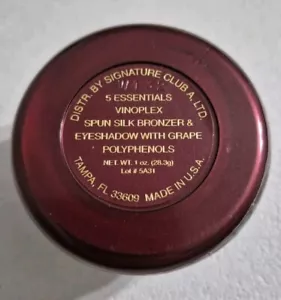 DISTR. BY SIGNATURE CLUB A, LTD.
5 ESSENTIALS
VINOPLEX
SPUN SILK BRONZER &
EYESHADOW WITH GRAPE
POLYPHENOLS
NET. WT. 1 oz. (28.3g)
Lot # 5A31
TAMPA, FL 33609 MADE IN U.S.A.